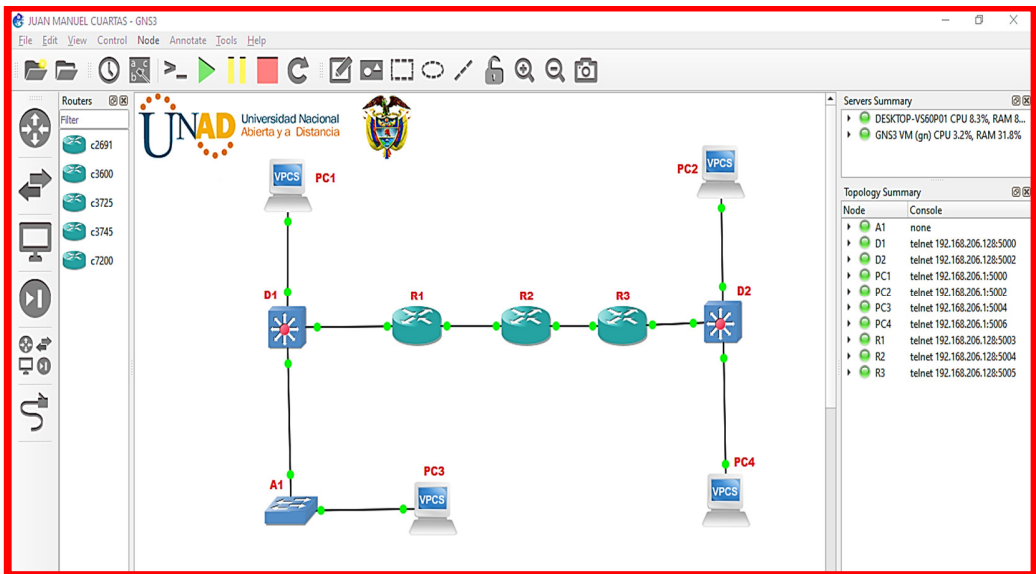 JUAN MANUEL CUARTAS - GNS3
File Edit View Control Node Annotate Tools Help
Routers
Filter
c2691
c3600
c3725
c3745
c7200
UNAD Universidad Nacional
Abierta y a Distancia
VPCS PC1
PC2 VPCS
D1 R1 R2 R3 D2
A1 PC3 VPCS
PC4 VPCS
Servers Summary
DESKTOP-VS60P01 CPU 8.3%, RAM 8...
GNS3 VM (gn) CPU 3.2%, RAM 31.8%
Topology Summary
Node Console
A1 none
D1 telnet 192.168.206.128:5000
D2 telnet 192.168.206.128:5002
PC1 telnet 192.168.206.1:5000
PC2 telnet 192.168.206.1:5002
PC3 telnet 192.168.206.1:5004
PC4 telnet 192.168.206.1:5006
R1 telnet 192.168.206.128:5003
R2 telnet 192.168.206.128:5004
R3 telnet 192.168.206.128:5005